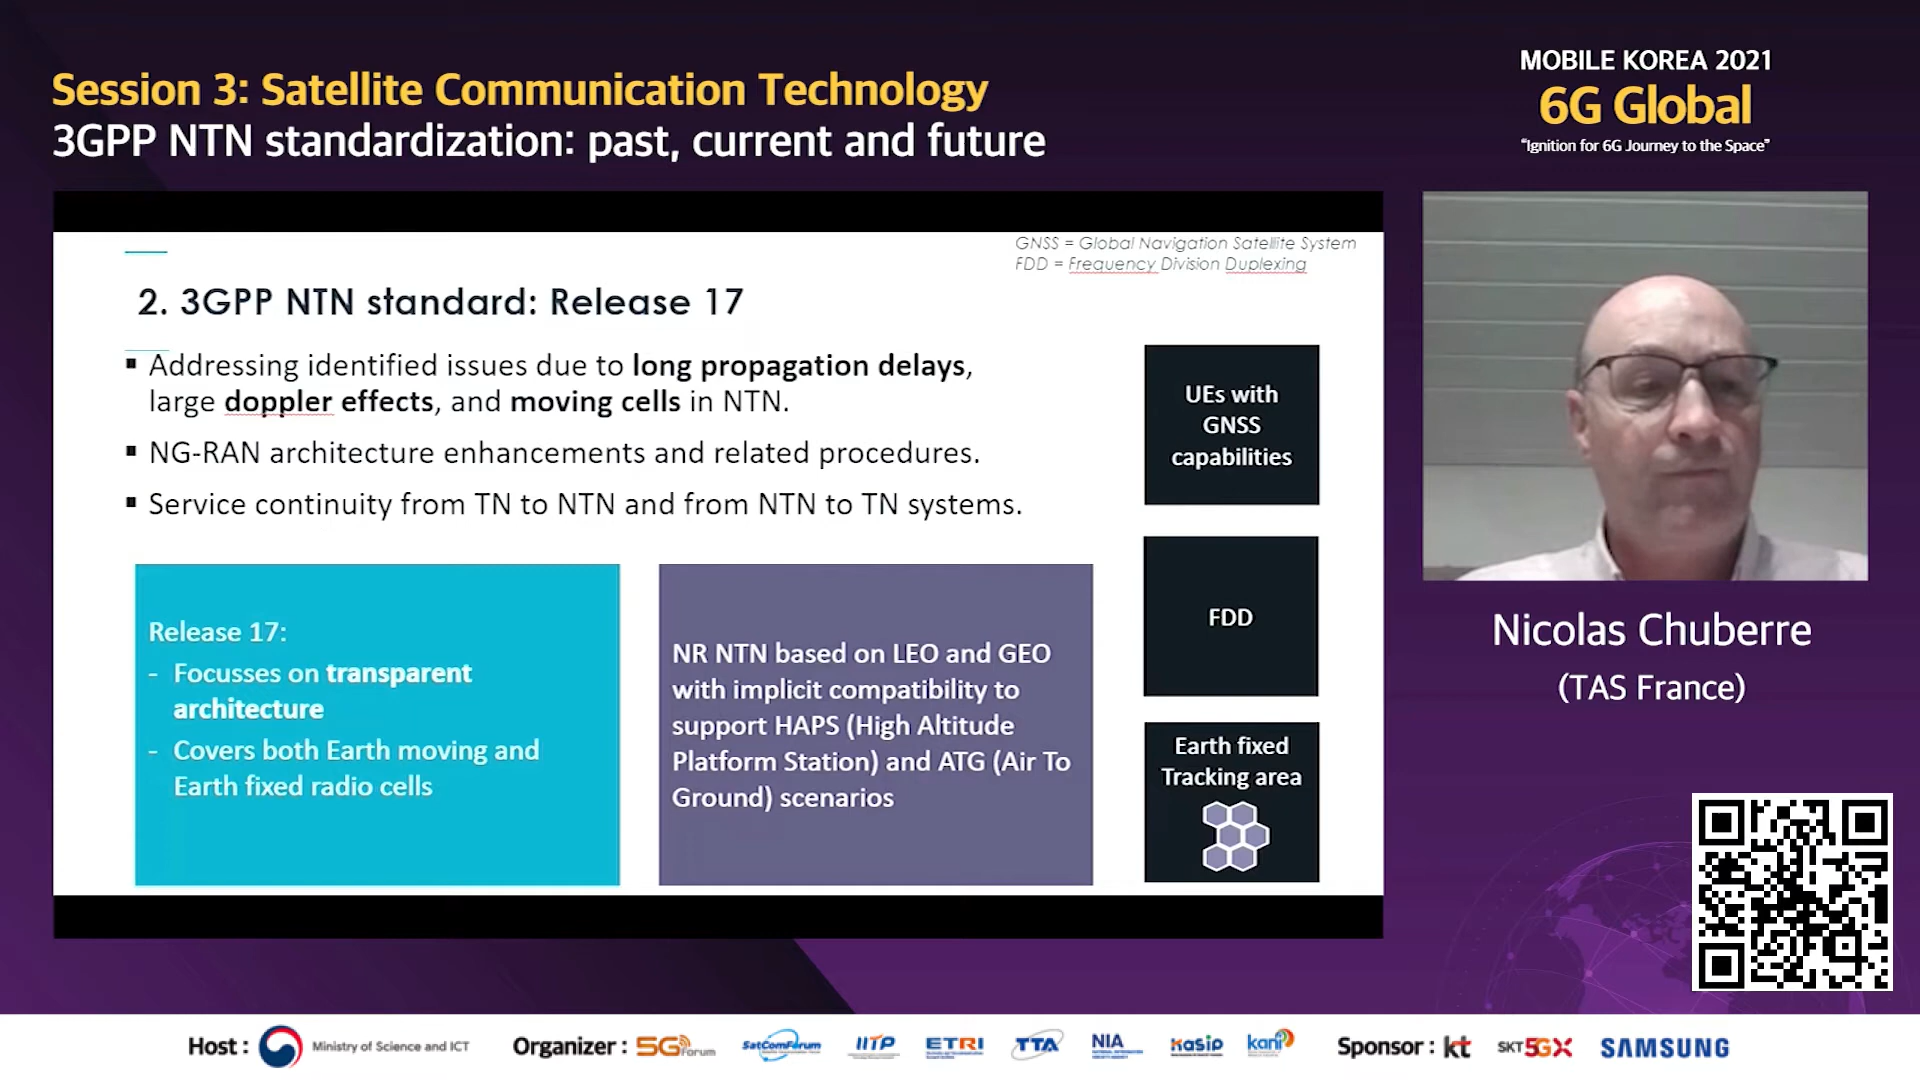 Session 3: Satellite Communication Technology
3GPP NTN standardization: past, current and future
MOBILE KOREA 2021
6G Global
"Ignition for 6G Journey to the Space"
GNSS = Global Navigation Satellite System
FDD = Frequency Division Duplexing
2. 3GPP NTN standard: Release 17
▪ Addressing identified issues due to long propagation delays,
large doppler effects, and moving cells in NTN.
▪ NG-RAN architecture enhancements and related procedures.
▪ Service continuity from TN to NTN and from NTN to TN systems.
Release 17:
- Focusses on transparent
architecture
- Covers both Earth moving and
Earth fixed radio cells
NR NTN based on LEO and GEO
with implicit compatibility to
support HAPS (High Altitude
Platform Station) and ATG (Air To
Ground) scenarios
UEs with
GNSS
capabilities
FDD
Earth fixed
Tracking area
Nicolas Chuberre
(TAS France)
Host : Ministry of Science and ICT
Organizer : 5G forum SatComForum IITP ETRI TTA NIA KOSIP kani
Sponsor : kt SKT 5GX SAMSUNG